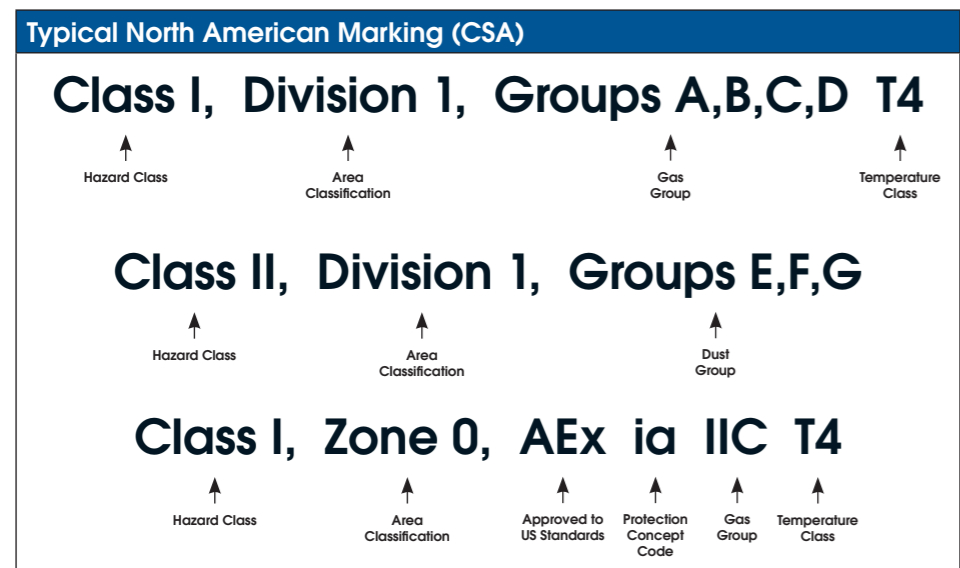 Typical North American Marking (CSA)
Class I, Division 1, Groups A,B,C,D T4
Hazard Class
Area
Classification
Gas
Group
Temperature
Class
Class II, Division 1, Groups E,F,G
Hazard Class
Area
Classification
Dust
Group
Class I, Zone 0, AEx ia IIC T4
Hazard Class
Area
Classification
Approved to
US Standards
Protection
Concept
Code
Gas
Group
Temperature
Class